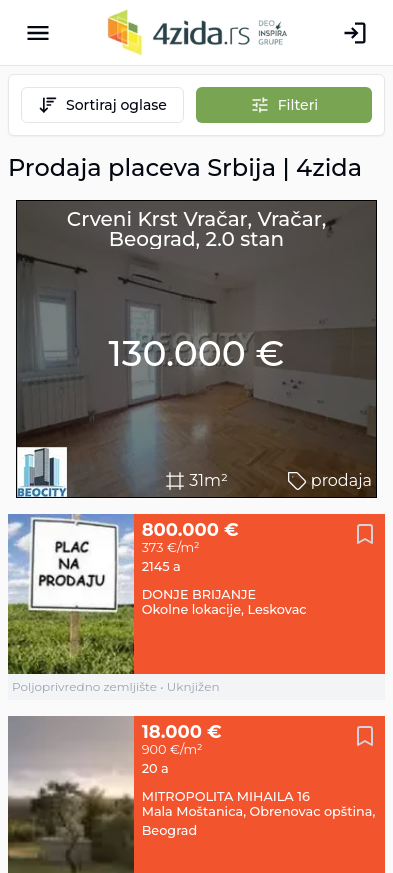 4zida.rs
DEO
INSPIRA
GRUPE
Sortiraj oglase
Filteri
Prodaja placeva Srbija | 4zida
Crveni Krst Vračar, Vračar,
Beograd, 2.0 stan
BEOCITY
130.000 €
BEOCITY
31m²
prodaja
PLAC
NA
PRODAJU
800.000 €
373 €/m²
2145 a
DONJE BRIJANJE
Okolne lokacije, Leskovac
Poljoprivredno zemljište • Uknjižen
18.000 €
900 €/m²
20 a
MITROPOLITA MIHAILA 16
Mala Moštanica, Obrenovac opština,
Beograd